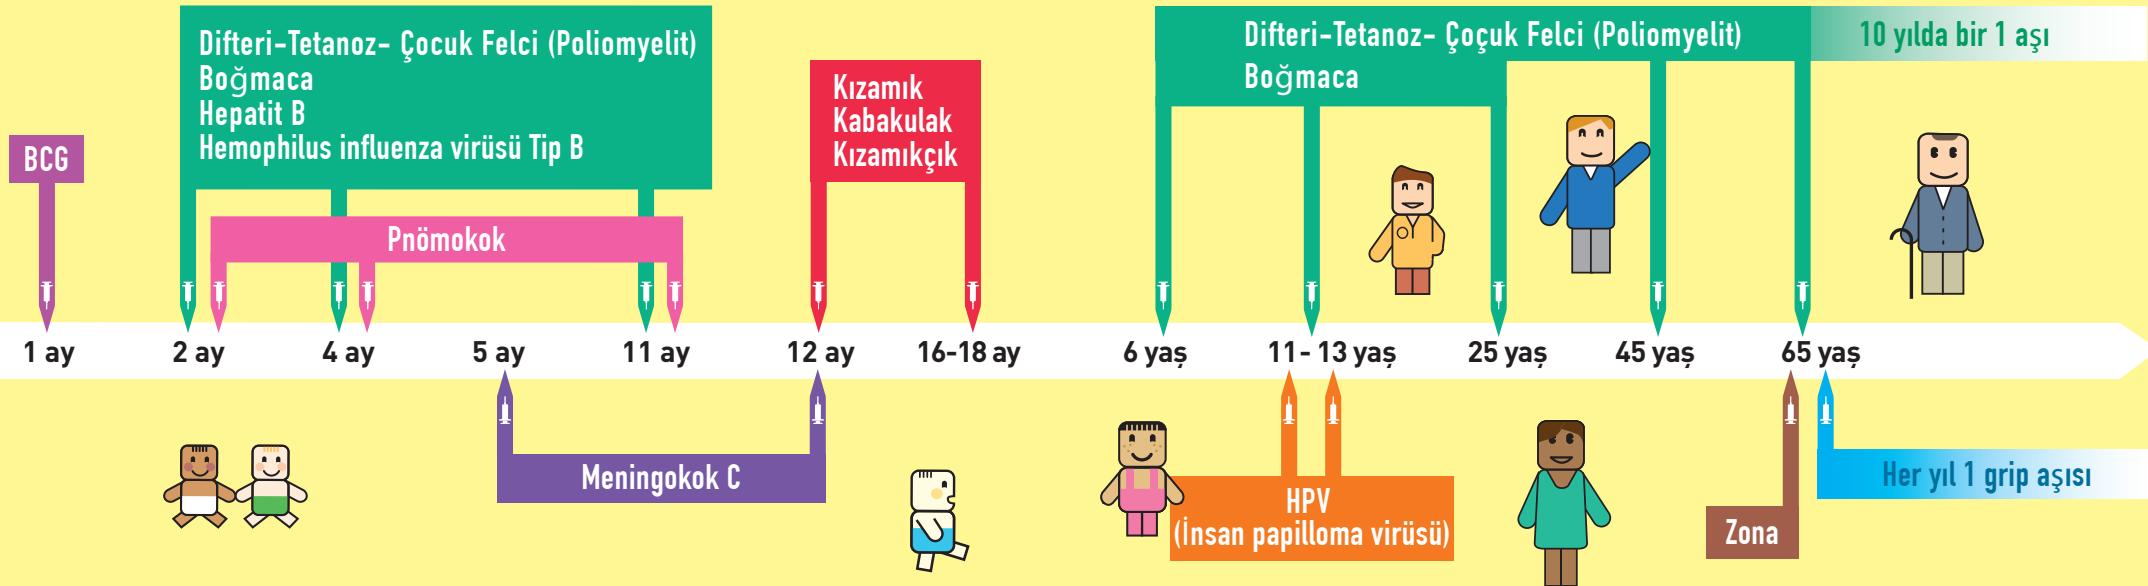 BCG
Difteri-Tetanoz- Çocuk Felci (Poliomyelit)
Boğmaca
Hepatit B
Hemophilus influenza virüsü Tip B
Pnömokok
Kızamık
Kabakulak
Kızamıkçık
Difteri-Tetanoz- Çoçuk Felci (Poliomyelit)
Boğmaca
10 yılda bir 1 aşı
1 ay
2 ay
4 ay
5 ay
11 ay
12 ay
16-18 ay
6 yaş
11- 13 yaş
25 yaş
45 yaş
65 yaş
Meningokok C
HPV
(İnsan papilloma virüsü)
Zona
Her yıl 1 grip aşısı